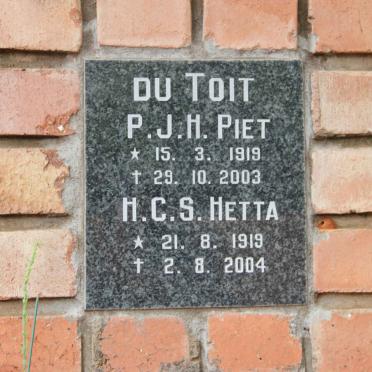 DU TOIT
P.J.H. PIET
★ 15. 3. 1919
✝ 29. 10. 2003
H.C.S. HETTA
★ 21. 8. 1919
✝ 2. 8. 2004